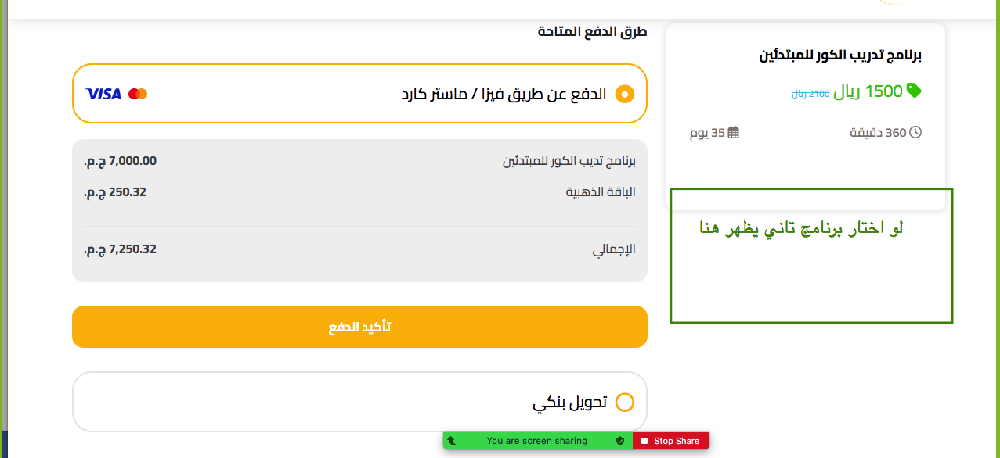 طرق الدفع المتاحة
الدفع عن طريق فيزا / ماستر كارد
VISA
برنامج تديب الكور للمبتدئين 7,000.00 ج.م.
الباقة الذهبية 250.32 ج.م.
الإجمالي 7,250.32 ج.م.
تأكيد الدفع
تحويل بنكي
برنامج تدريب الكور للمبتدئين
1500 ريال 2100 ريال
360 دقيقة 35 يوم
لو اختار برنامج تاني يظهر هنا
You are screen sharing Stop Share